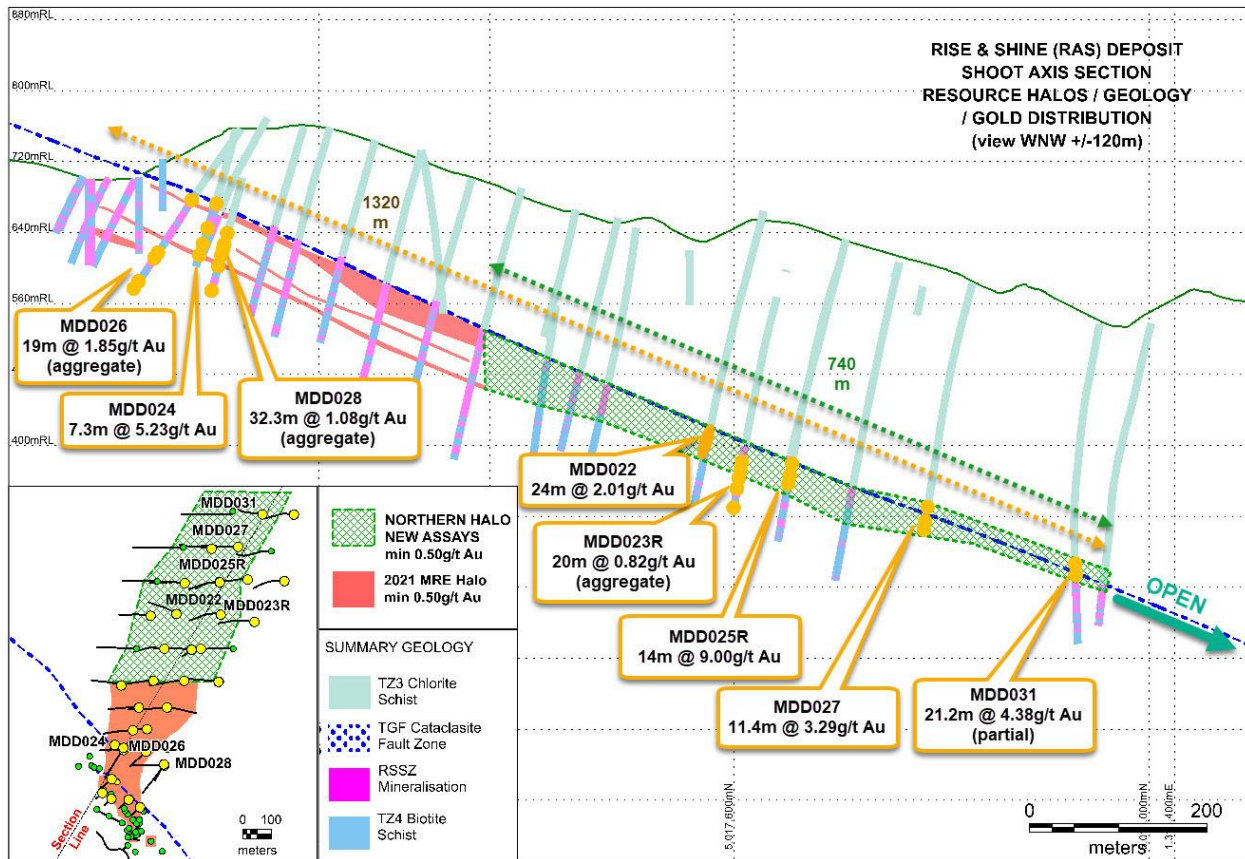 RISE & SHINE (RAS) DEPOSIT
SHOOT AXIS SECTION
RESOURCE HALOS / GEOLOGY
/ GOLD DISTRIBUTION
(view WNW +/-120m)
880mRL
800mRL
720mRL
640mRL
560mRL
400mRL
1320
m
740
m
MDD026
19m @ 1.85g/t Au
(aggregate)
MDD024
7.3m @ 5.23g/t Au
MDD028
32.3m @ 1.08g/t Au
(aggregate)
MDD022
24m @ 2.01g/t Au
MDD023R
20m @ 0.82g/t Au
(aggregate)
MDD025R
14m @ 9.00g/t Au
MDD027
11.4m @ 3.29g/t Au
MDD031
21.2m @ 4.38g/t Au
(partial)
OPEN
MDD031
MDD027
MDD025R
MDD022
MDD023R
MDD024
MDD026
MDD028
Section
Line
0 100
meters
NORTHERN HALO
NEW ASSAYS
min 0.50g/t Au
2021 MRE Halo
min 0.50g/t Au
SUMMARY GEOLOGY
TZ3 Chlorite
Schist
TGF Cataclasite
Fault Zone
RSSZ
Mineralisation
TZ4 Biotite
Schist
5,017,600mN
0 200
meters